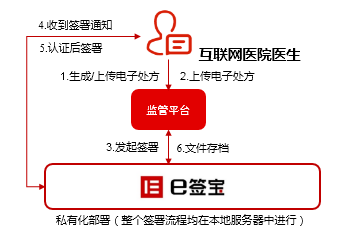 4.收到签署通知
5.认证后签署
互联网医院医生
1.生成/上传电子处方
2.上传电子处方
监管平台
3.发起签署
6.文件存档
e签宝
私有化部署（整个签署流程均在本地服务器中进行）